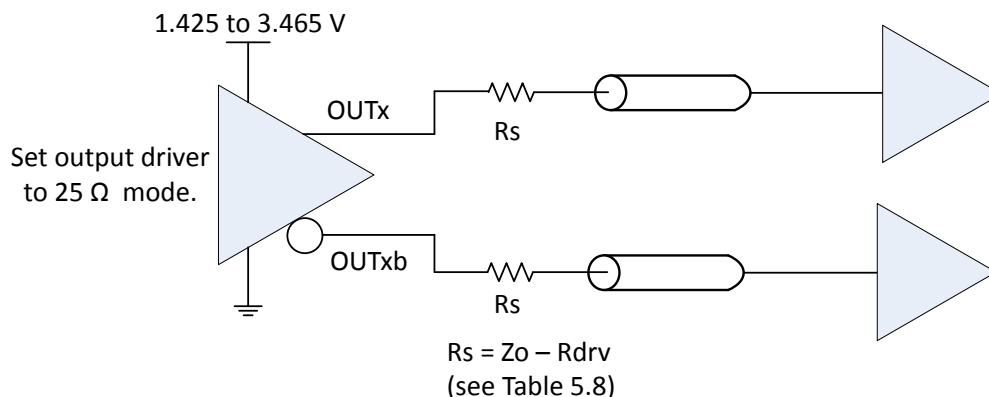 1.425 to 3.465 V
OUTx
Rs
Set output driver
to 25 Ω mode.
OUTxb
Rs
Rs = Zo – Rdrv
(see Table 5.8)